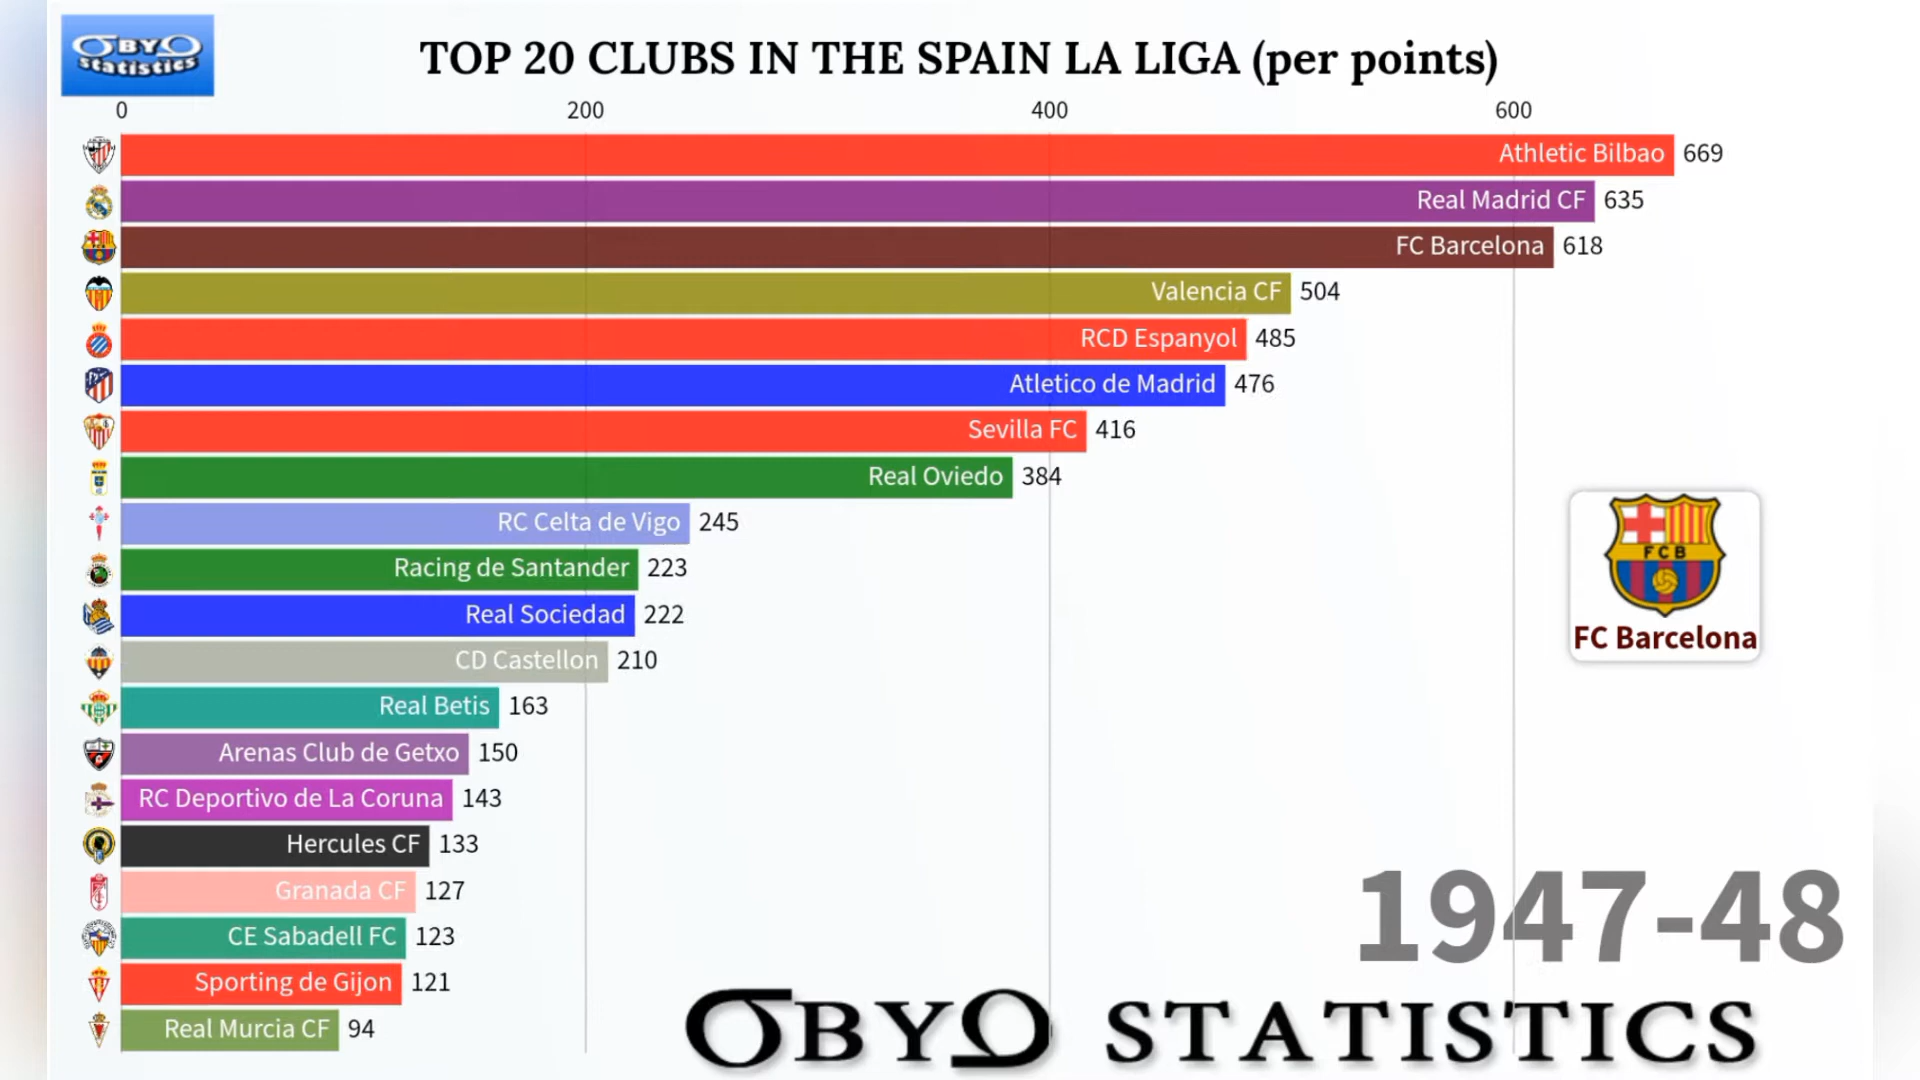 OBYO
statistics
TOP 20 CLUBS IN THE SPAIN LA LIGA (per points)
0 200 400 600
Athletic Bilbao 669
Real Madrid CF 635
FC Barcelona 618
Valencia CF 504
RCD Espanyol 485
Atletico de Madrid 476
Sevilla FC 416
Real Oviedo 384
RC Celta de Vigo 245
Racing de Santander 223
Real Sociedad 222
CD Castellon 210
Real Betis 163
Arenas Club de Getxo 150
RC Deportivo de La Coruna 143
Hercules CF 133
Granada CF 127
CE Sabadell FC 123
Sporting de Gijon 121
Real Murcia CF 94
FCB
FC Barcelona
1947-48
OBYO STATISTICS